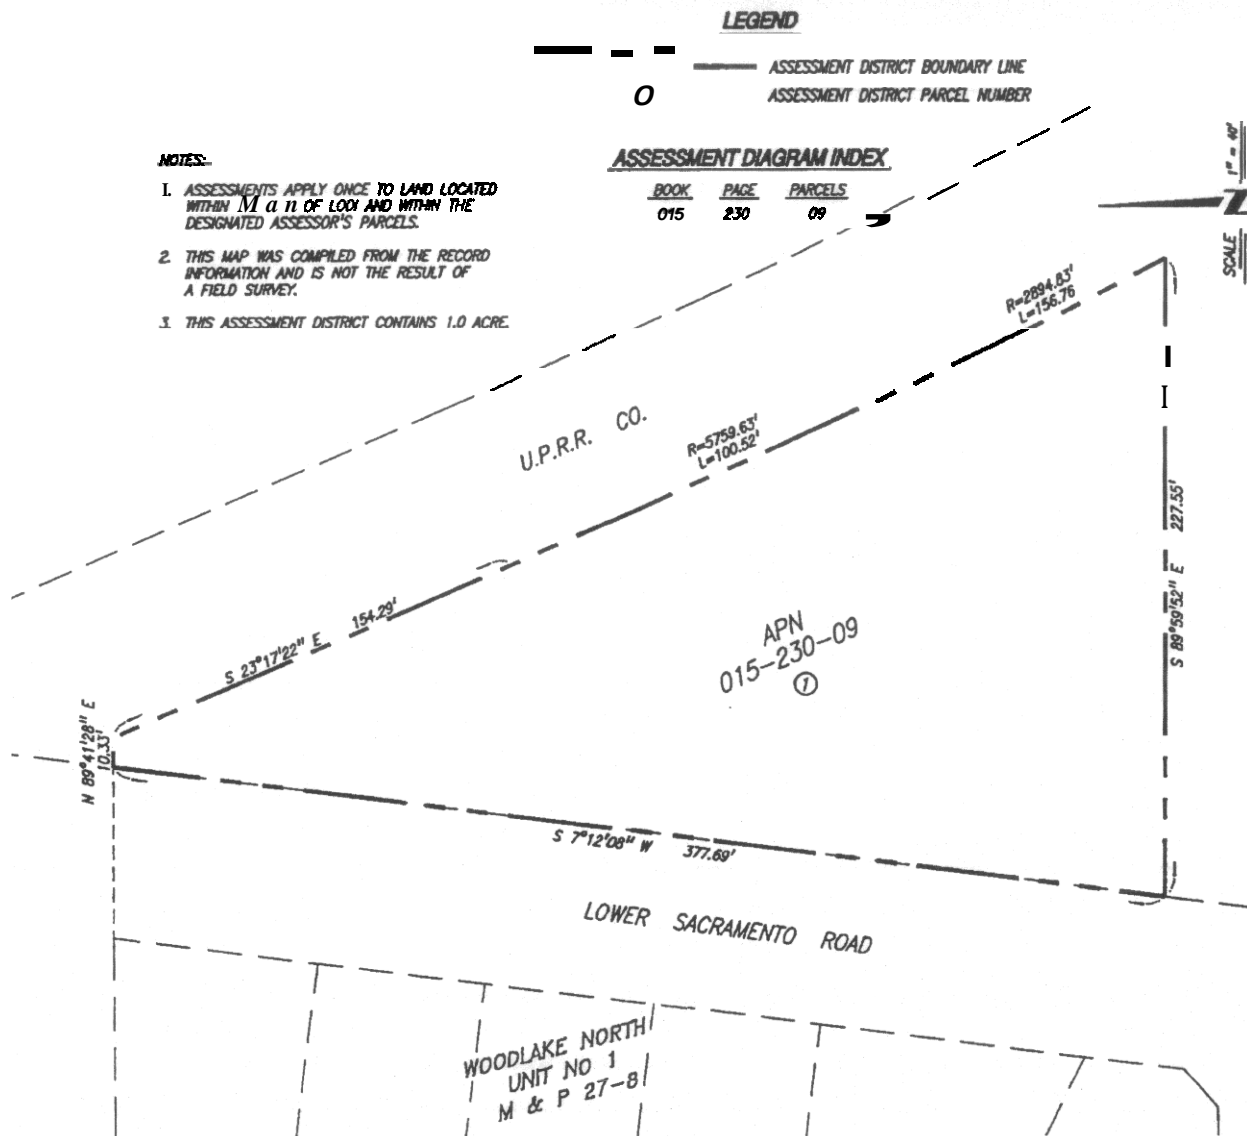 LEGEND
ASSESSMENT DISTRICT BOUNDARY LINE
O ASSESSMENT DISTRICT PARCEL NUMBER
NOTES:
1. ASSESSMENTS APPLY ONCE TO LAND LOCATED
WITHIN Man OF LODI AND WITHIN THE
DESIGNATED ASSESSOR'S PARCELS.
2. THIS MAP WAS COMPILED FROM THE RECORD
INFORMATION AND IS NOT THE RESULT OF
A FIELD SURVEY.
3. THIS ASSESSMENT DISTRICT CONTAINS 1.0 ACRE.
ASSESSMENT DIAGRAM INDEX
BOOK PAGE PARCELS
015 230 09
SCALE 1" = 40'
R=2894.83'
L=156.76
U.P.R.R. CO.
R=5759.63'
L=100.52'
S 23°17'22" E 154.29'
S 89°59'52" E 227.55'
APN
015-230-09
1
N 89°41'28" E
10.33'
S 7°12'08" W 377.69'
LOWER SACRAMENTO ROAD
WOODLAKE NORTH
UNIT NO 1
M & P 27-8